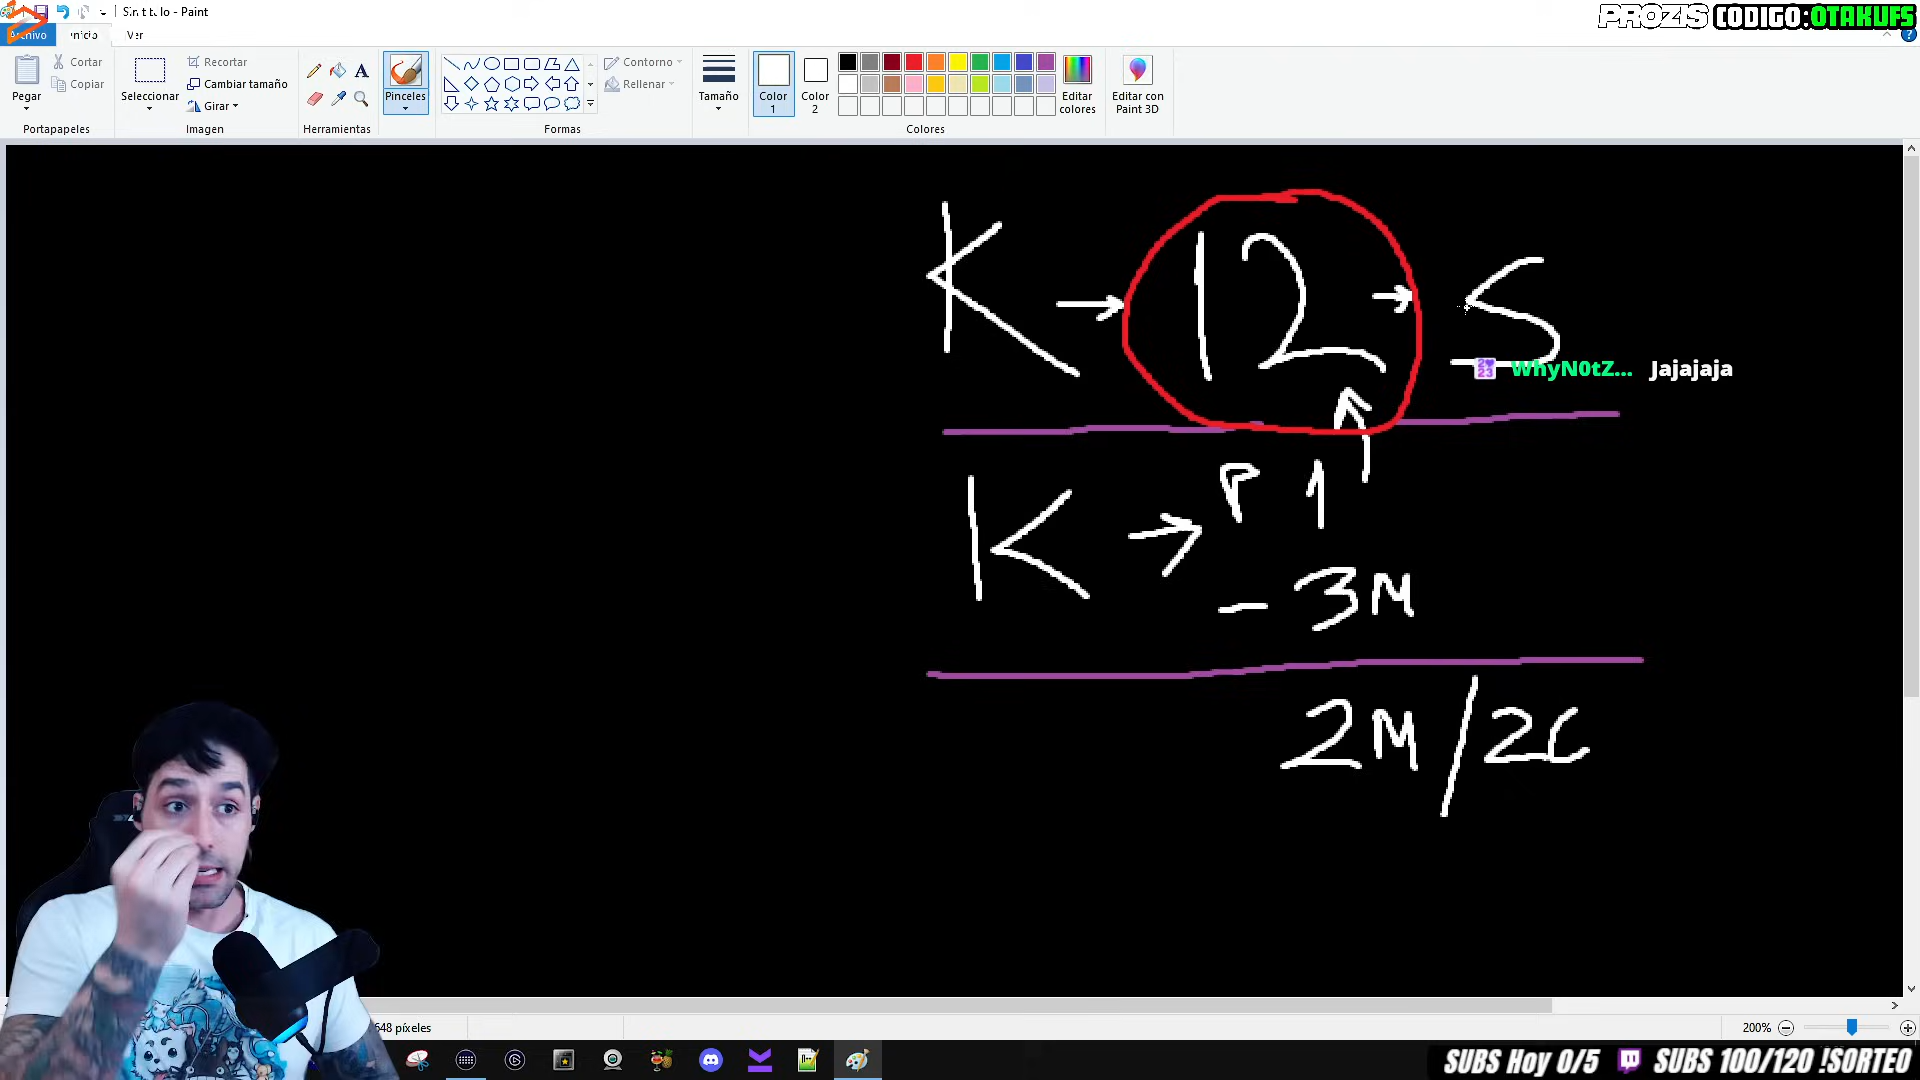 Sin título - Paint
PROZIS CODIGO:OTAKUFS
Archivo Inicio Ver
Pegar
Cortar
Copiar
Portapapeles
Seleccionar
Recortar
Cambiar tamaño
Girar
Imagen
A
Herramientas
Pinceles
Contorno
Rellenar
Formas
Tamaño
Color 1
Color 2
Editar colores
Colores
Editar con Paint 3D
K → 12 → S
WhyN0tZ... Jajajaja
K → P 1
- 3M
2M/2C
648 píxeles
200%
SUBS Hoy 0/5 SUBS 100/120 !SORTEO